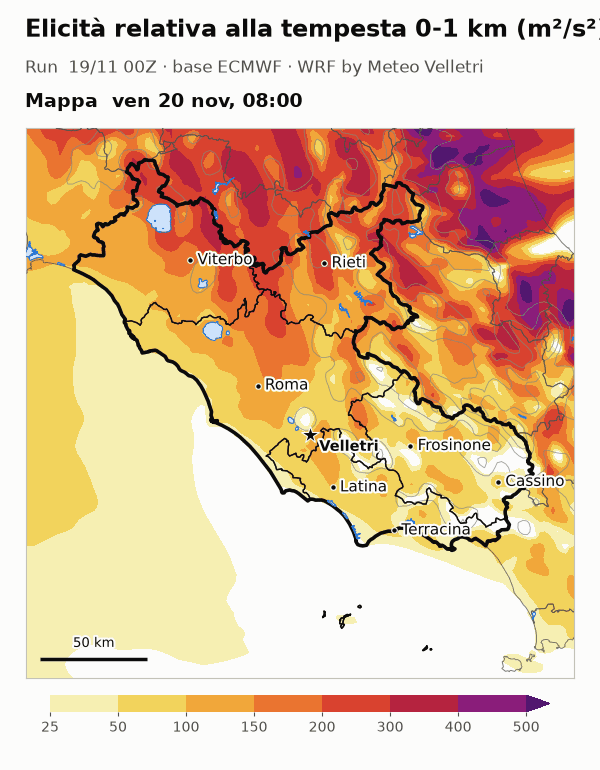 Elicità relativa alla tempesta 0-1 km (m²/s²)
Run 19/11 00Z · base ECMWF · WRF by Meteo Velletri
Mappa ven 20 nov, 08:00
Viterbo
Rieti
Roma
Velletri
Frosinone
Latina
Cassino
Terracina
50 km
25 50 100 150 200 300 400 500